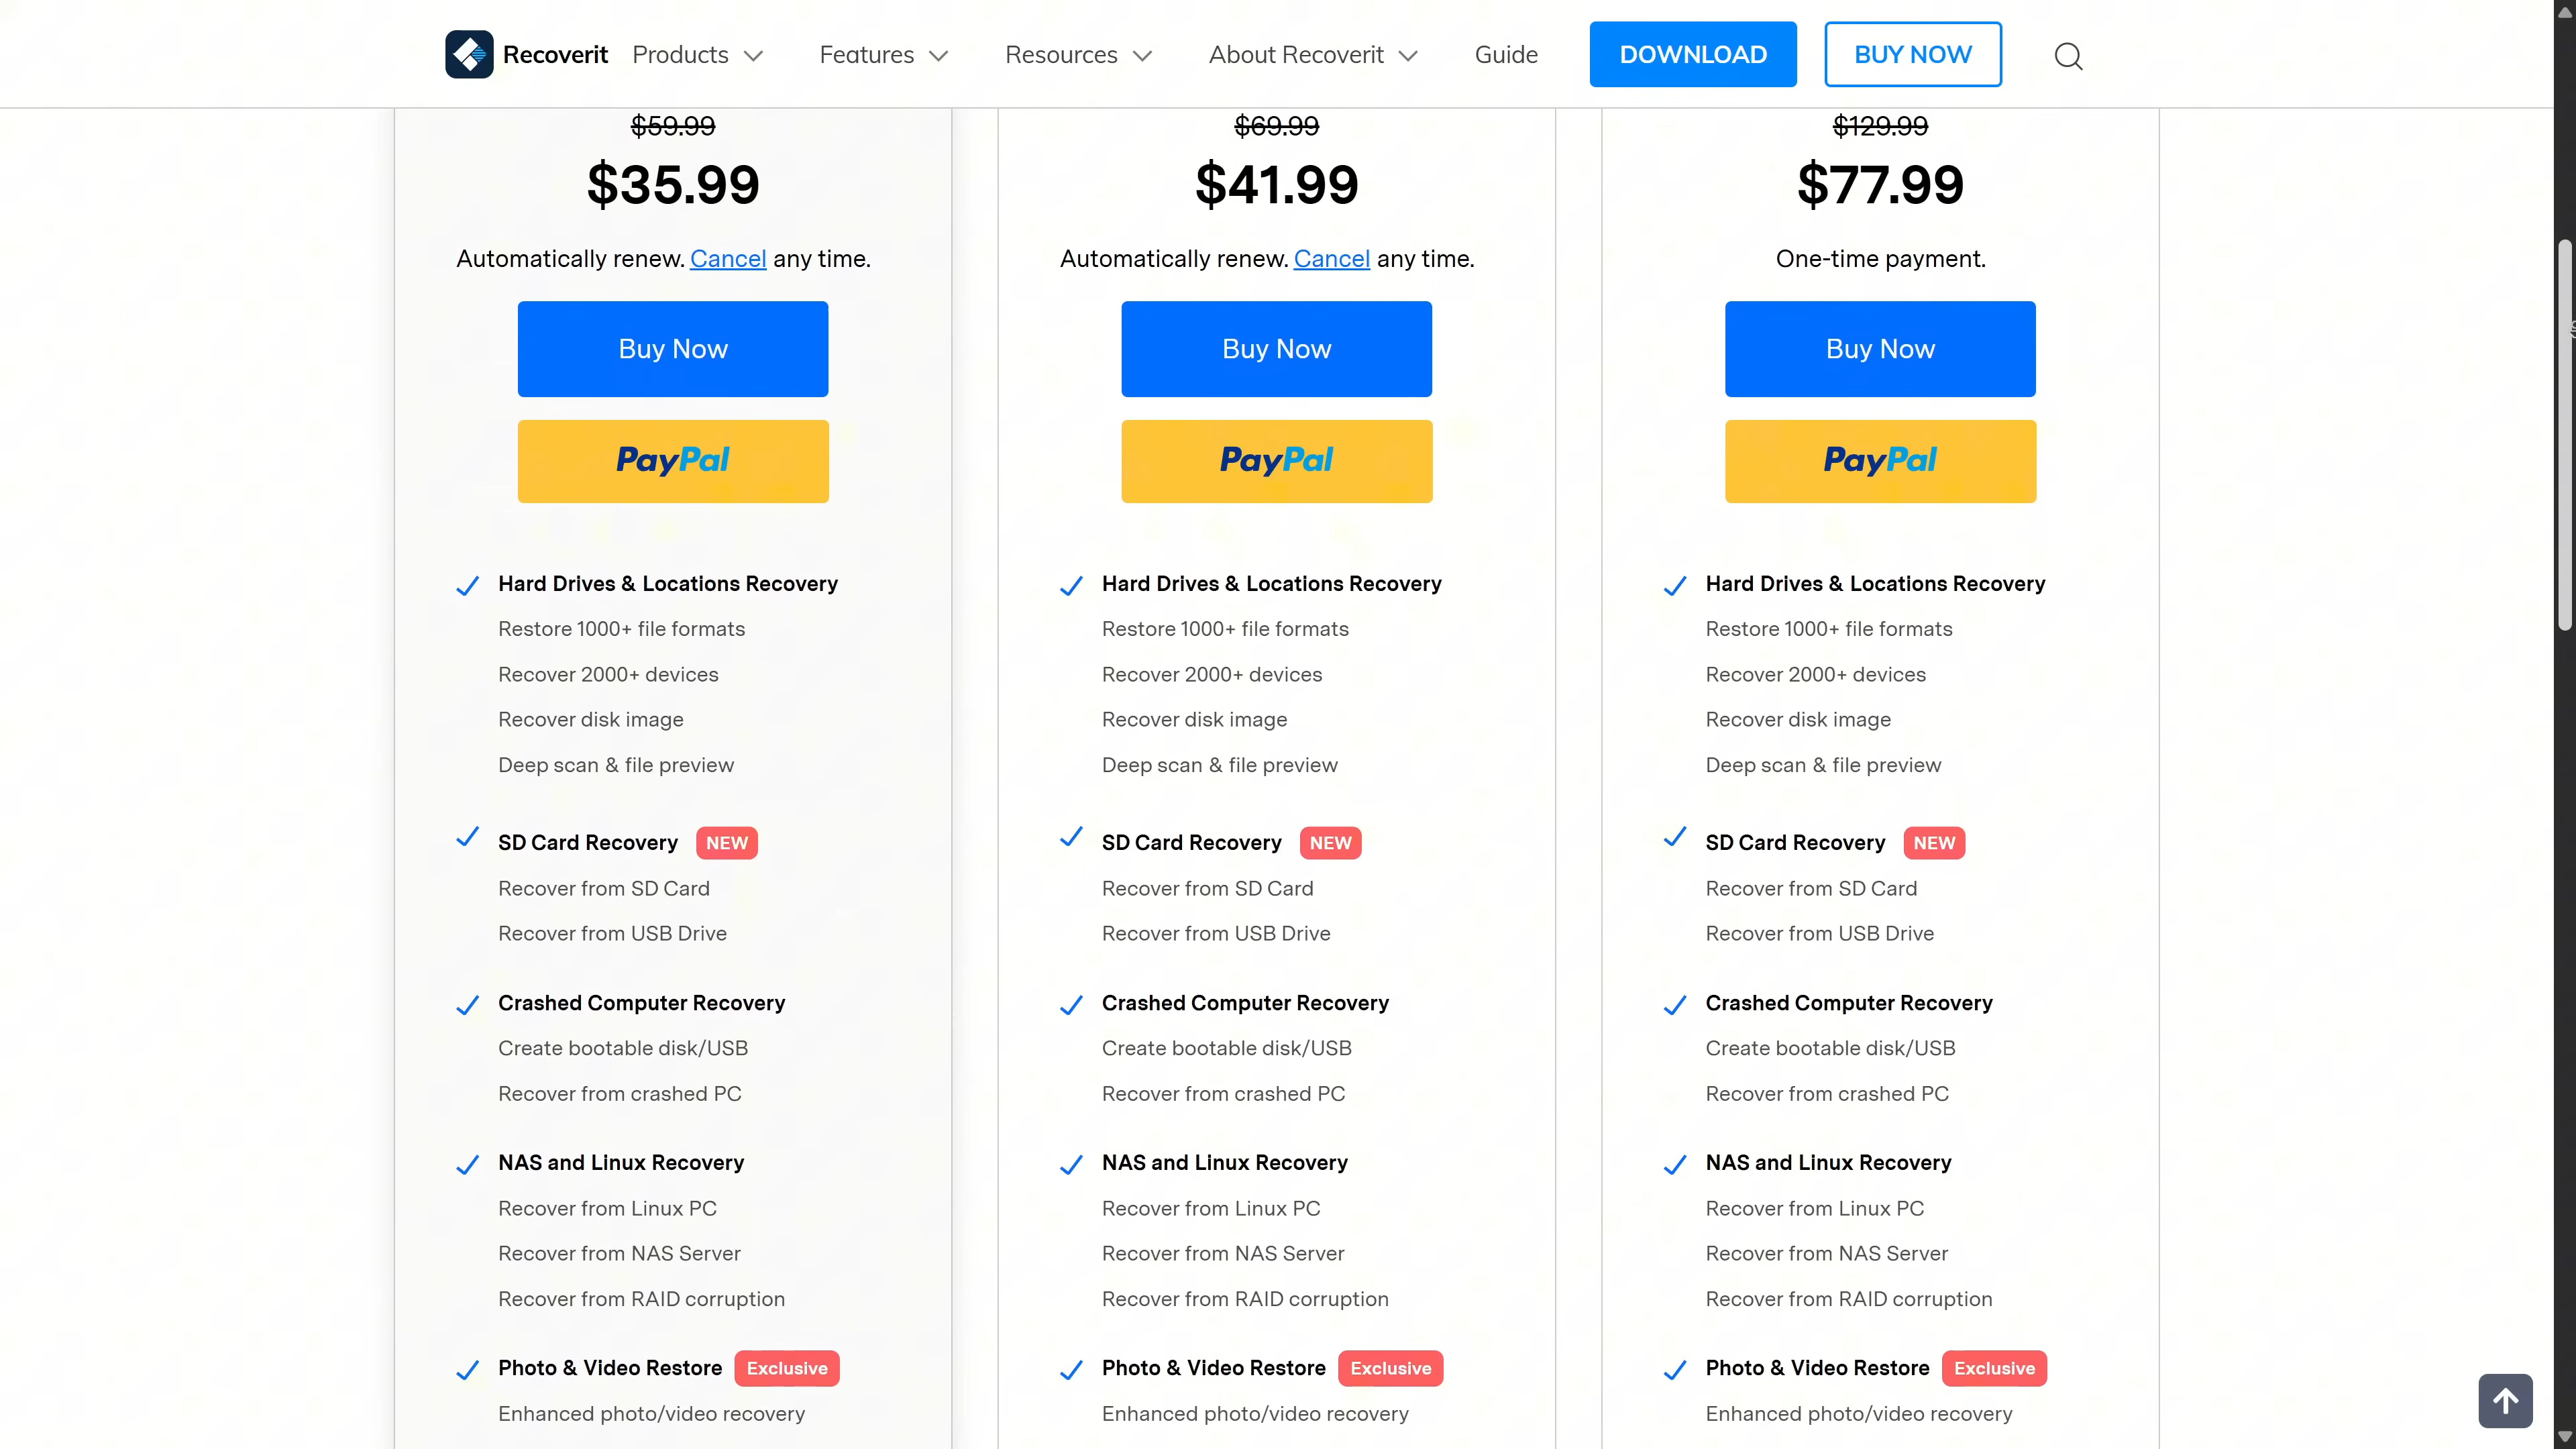 Recoverit Products Features Resources About Recoverit Guide DOWNLOAD BUY NOW
$59.99
$35.99
Automatically renew. Cancel any time.
Buy Now
PayPal
Hard Drives & Locations Recovery
Restore 1000+ file formats
Recover 2000+ devices
Recover disk image
Deep scan & file preview
SD Card Recovery NEW
Recover from SD Card
Recover from USB Drive
Crashed Computer Recovery
Create bootable disk/USB
Recover from crashed PC
NAS and Linux Recovery
Recover from Linux PC
Recover from NAS Server
Recover from RAID corruption
Photo & Video Restore Exclusive
Enhanced photo/video recovery
$69.99
$41.99
Automatically renew. Cancel any time.
Buy Now
PayPal
Hard Drives & Locations Recovery
Restore 1000+ file formats
Recover 2000+ devices
Recover disk image
Deep scan & file preview
SD Card Recovery NEW
Recover from SD Card
Recover from USB Drive
Crashed Computer Recovery
Create bootable disk/USB
Recover from crashed PC
NAS and Linux Recovery
Recover from Linux PC
Recover from NAS Server
Recover from RAID corruption
Photo & Video Restore Exclusive
Enhanced photo/video recovery
$129.99
$77.99
One-time payment.
Buy Now
PayPal
Hard Drives & Locations Recovery
Restore 1000+ file formats
Recover 2000+ devices
Recover disk image
Deep scan & file preview
SD Card Recovery NEW
Recover from SD Card
Recover from USB Drive
Crashed Computer Recovery
Create bootable disk/USB
Recover from crashed PC
NAS and Linux Recovery
Recover from Linux PC
Recover from NAS Server
Recover from RAID corruption
Photo & Video Restore Exclusive
Enhanced photo/video recovery